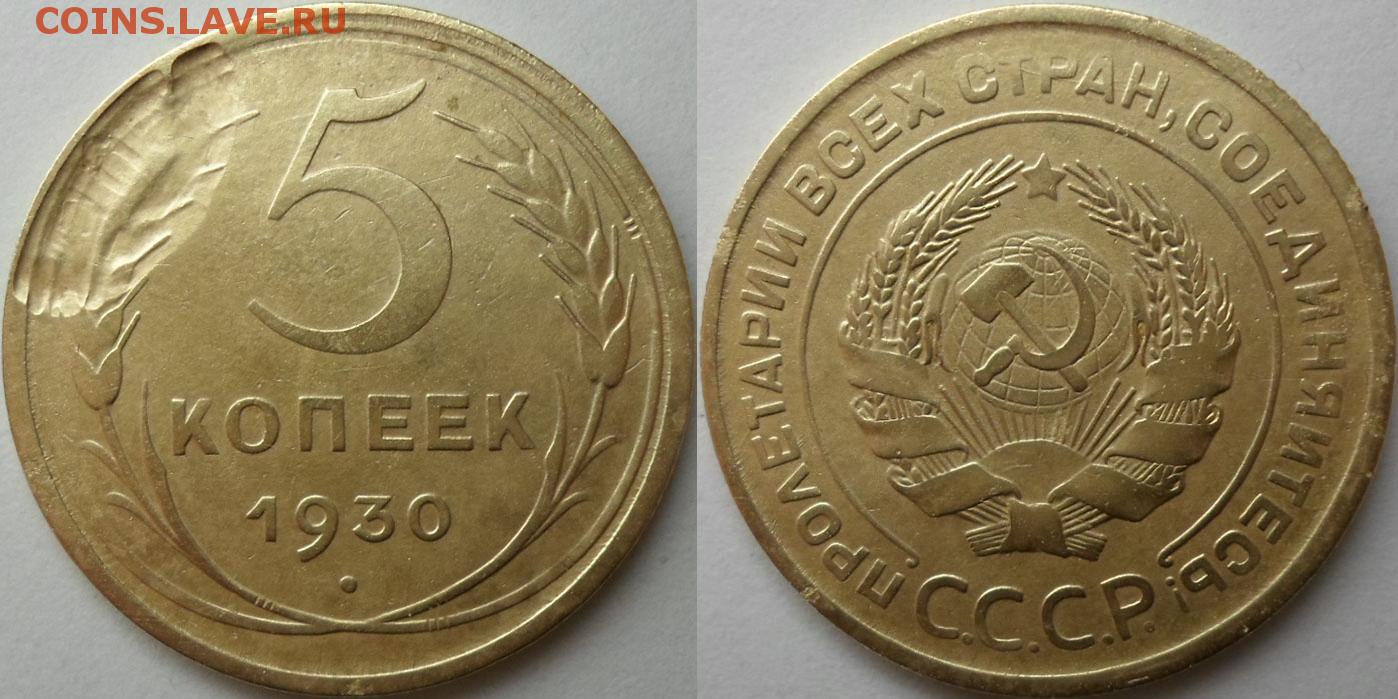 COINS.LAVE.RU
5
КОПЕЕК
1930
ПРОЛЕТАРИИ ВСЕХ СТРАН, СОЕДИНЯЙТЕСЬ!
С.С.С.Р.